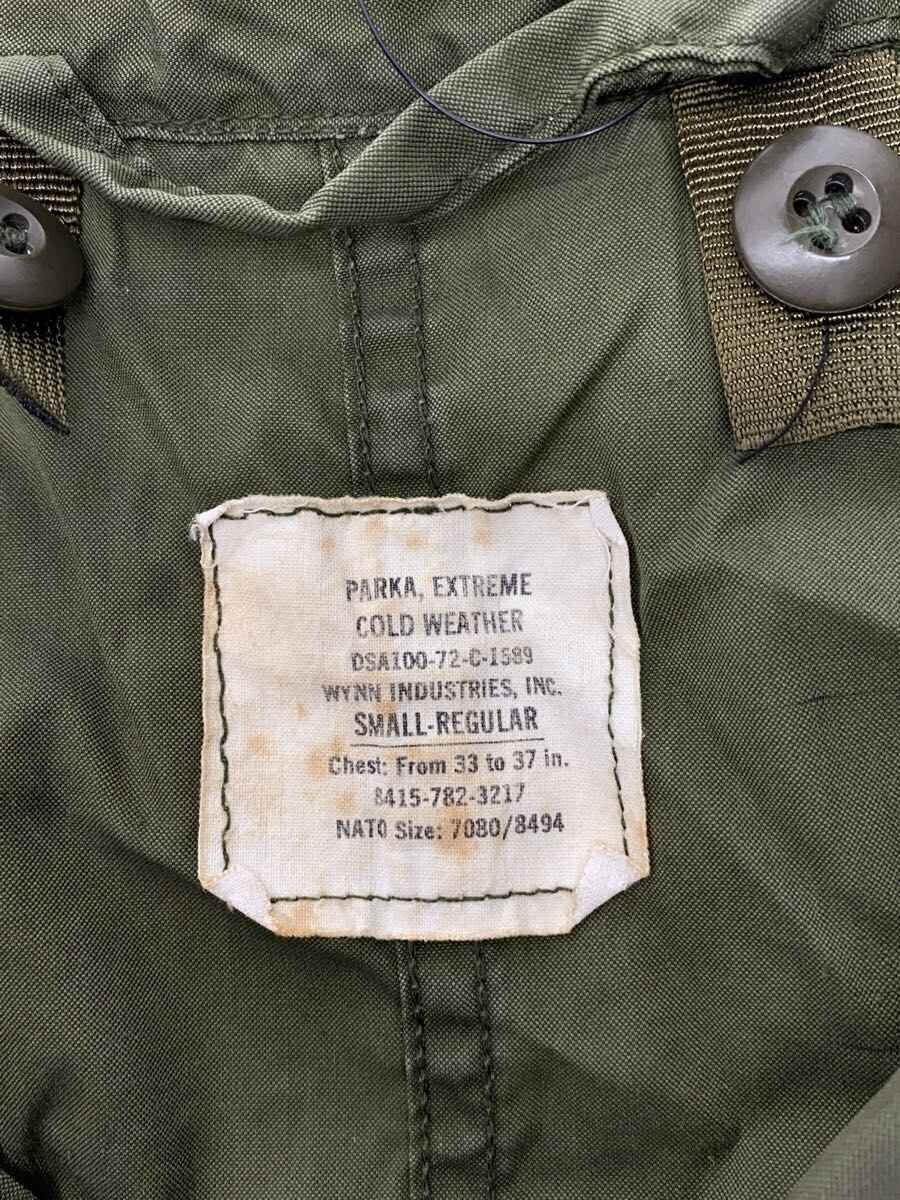 PARKA, EXTREME
COLD WEATHER
DSA100-72-C-1589
WYNN INDUSTRIES, INC.
SMALL-REGULAR
Chest: From 33 to 37 in.
8415-782-3217
NATO Size: 7080/8494